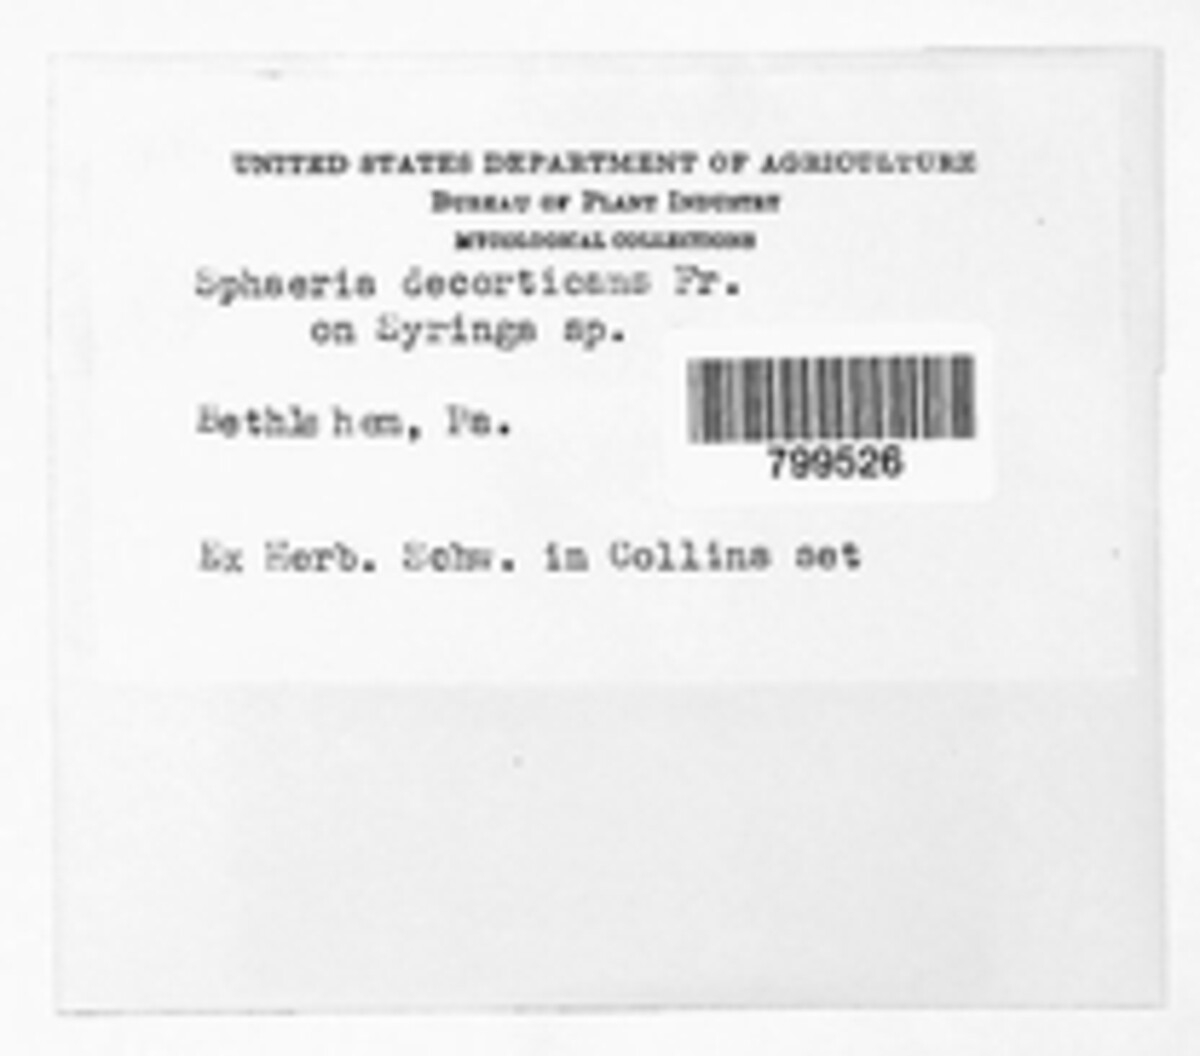 UNITED STATES DEPARTMENT OF AGRICULTURE
BUREAU OF PLANT INDUSTRY
MYCOLOGICAL COLLECTIONS
Sphaeria decorticans Fr.
on Syringa sp.
Bethlehem, Pa.
799526
Ex Herb. Schw. in Collins set